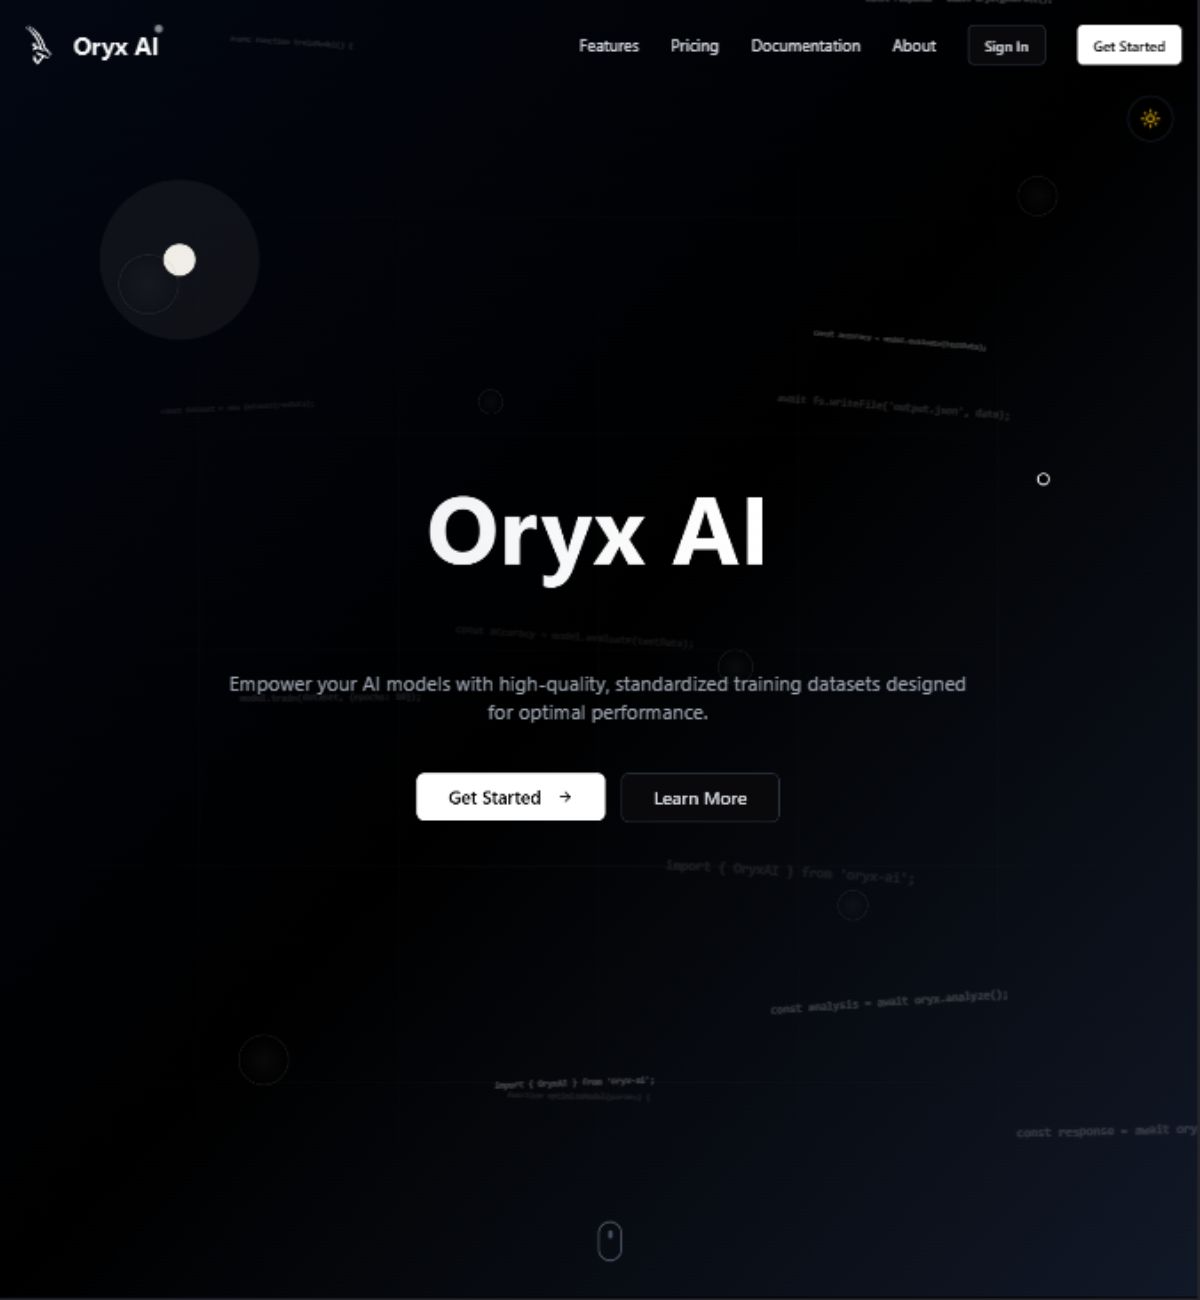 Oryx AI
Features
Pricing
Documentation
About
Sign In
Get Started
await fs.writeFile('output.json', data);
Oryx AI
const accuracy = model.evaluate(testData);
Empower your AI models with high-quality, standardized training datasets designed
for optimal performance.
Get Started →
Learn More
import { OryxAI } from 'oryx-ai';
const analysis = await oryx.analyze();
import { OryxAI } from 'oryx-ai';
const response = await ory